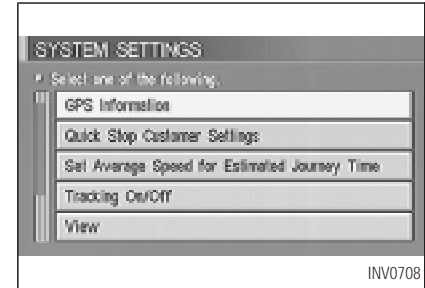 SYSTEM SETTINGS
Select one of the following.
GPS Information
Quick Stop Customer Settings
Set Average Speed for Estimated Journey Time
Tracking On/Off
View
INV0708